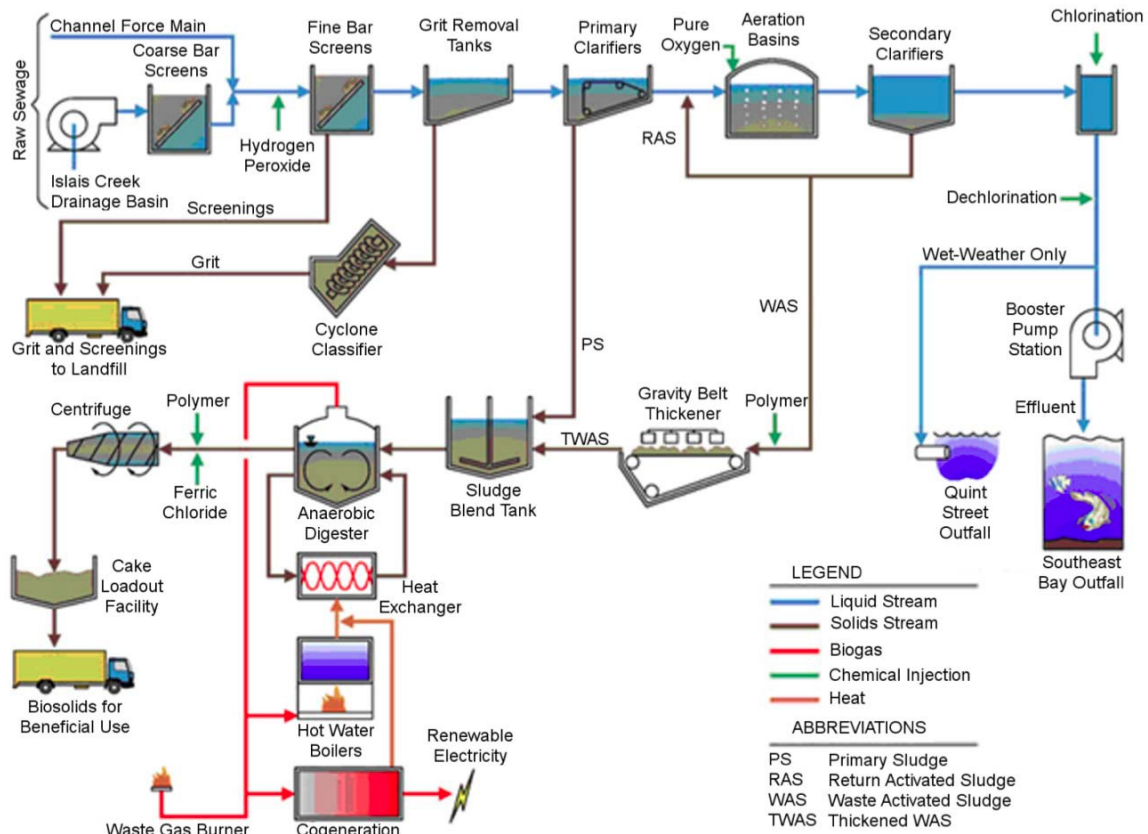 Raw Sewage
Channel Force Main
Coarse Bar
Screens
Fine Bar
Screens
Grit Removal
Tanks
Primary
Clarifiers
Pure
Oxygen
Aeration
Basins
Secondary
Clarifiers
Chlorination
Hydrogen
Peroxide
RAS
Islais Creek
Drainage Basin
Screenings
Dechlorination
Grit
Wet-Weather Only
WAS
Cyclone
Classifier
Booster
Pump
Station
Grit and Screenings
to Landfill
PS
Centrifuge
Polymer
Gravity Belt
Thickener
Polymer
Effluent
TWAS
Ferric
Chloride
Anaerobic
Digester
Sludge
Blend Tank
Quint
Street
Outfall
Southeast
Bay Outfall
Cake
Loadout
Facility
Heat
Exchanger
Biosolids for
Beneficial Use
Hot Water
Boilers
Renewable
Electricity
Waste Gas Burner
Cogeneration
LEGEND
Liquid Stream
Solids Stream
Biogas
Chemical Injection
Heat
ABBREVIATIONS
PS Primary Sludge
RAS Return Activated Sludge
WAS Waste Activated Sludge
TWAS Thickened WAS